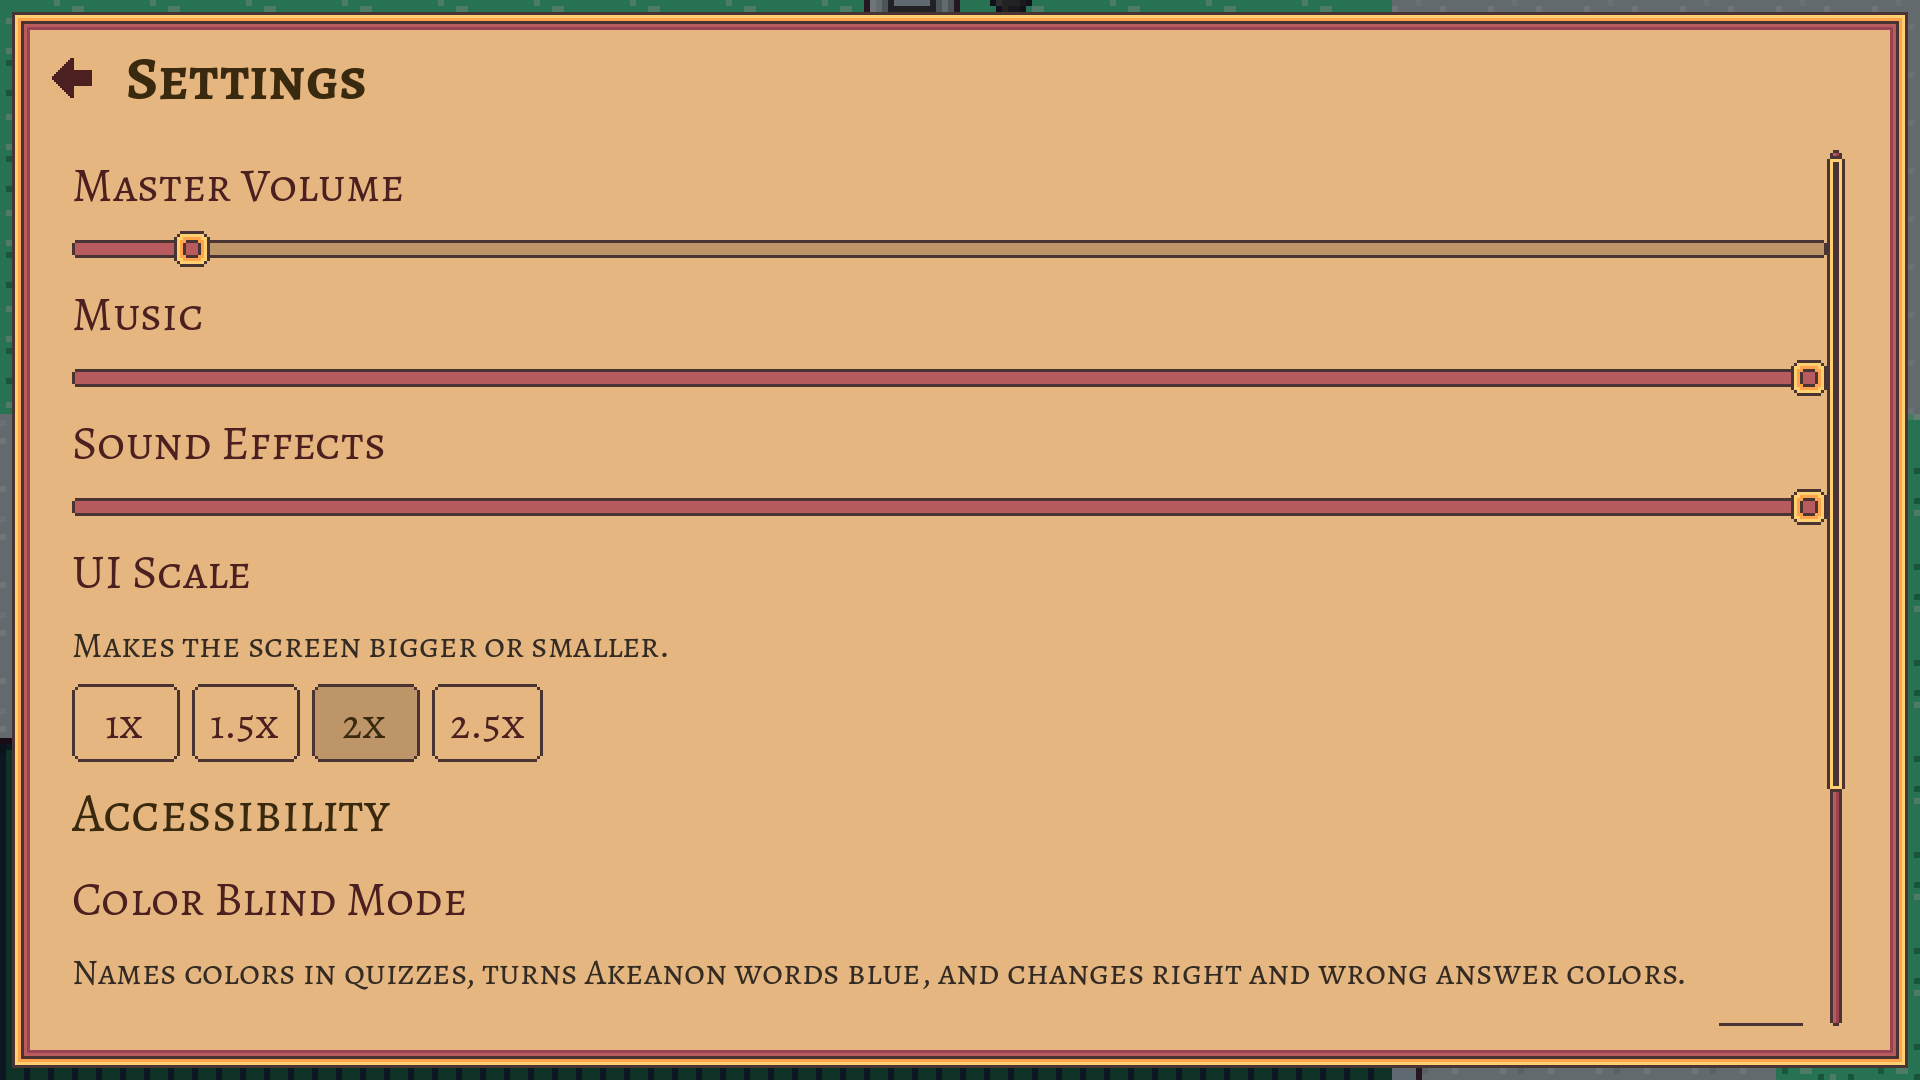 Settings
Master Volume
Music
Sound Effects
UI Scale
Makes the screen bigger or smaller.
1x 1.5x 2x 2.5x
Accessibility
Color Blind Mode
Names colors in quizzes, turns Akeanon words blue, and changes right and wrong answer colors.